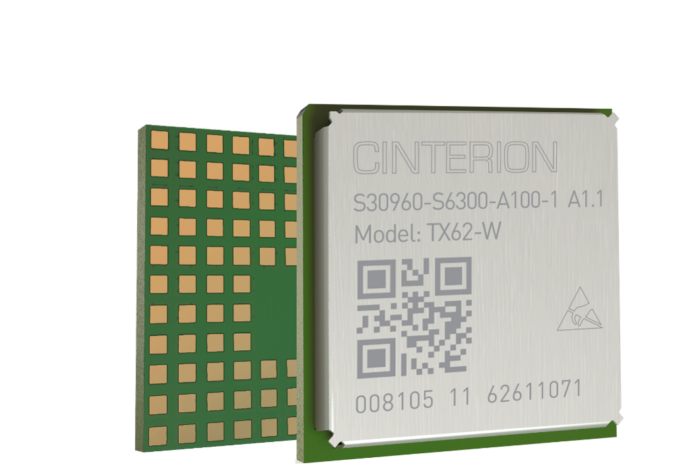 CINTERION
S30960-S6300-A100-1 A1.1
Model: TX62-W
008105 11 62611071